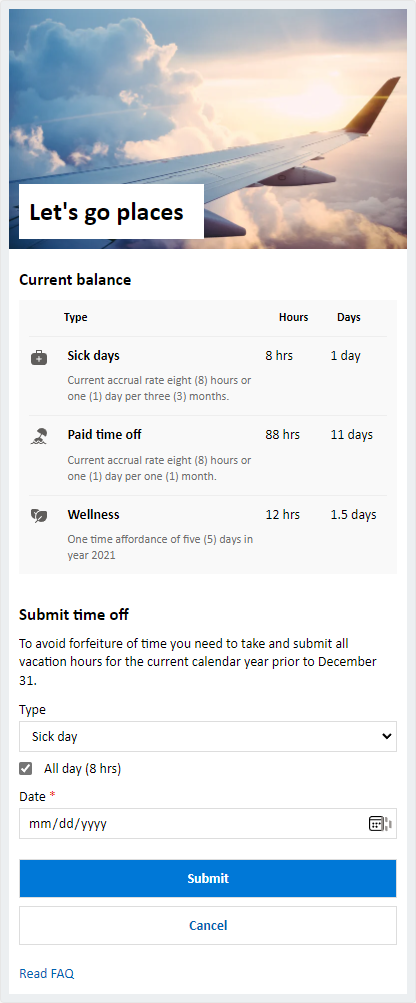 Let's go places
Current balance
Type Hours Days
Sick days 8 hrs 1 day
Current accrual rate eight (8) hours or
one (1) day per three (3) months.
Paid time off 88 hrs 11 days
Current accrual rate eight (8) hours or
one (1) day per one (1) month.
Wellness 12 hrs 1.5 days
One time affordance of five (5) days in
year 2021
Submit time off
To avoid forfeiture of time you need to take and submit all
vacation hours for the current calendar year prior to December
31.
Type
Sick day
All day (8 hrs)
Date *
mm/dd/yyyy
Submit
Cancel
Read FAQ